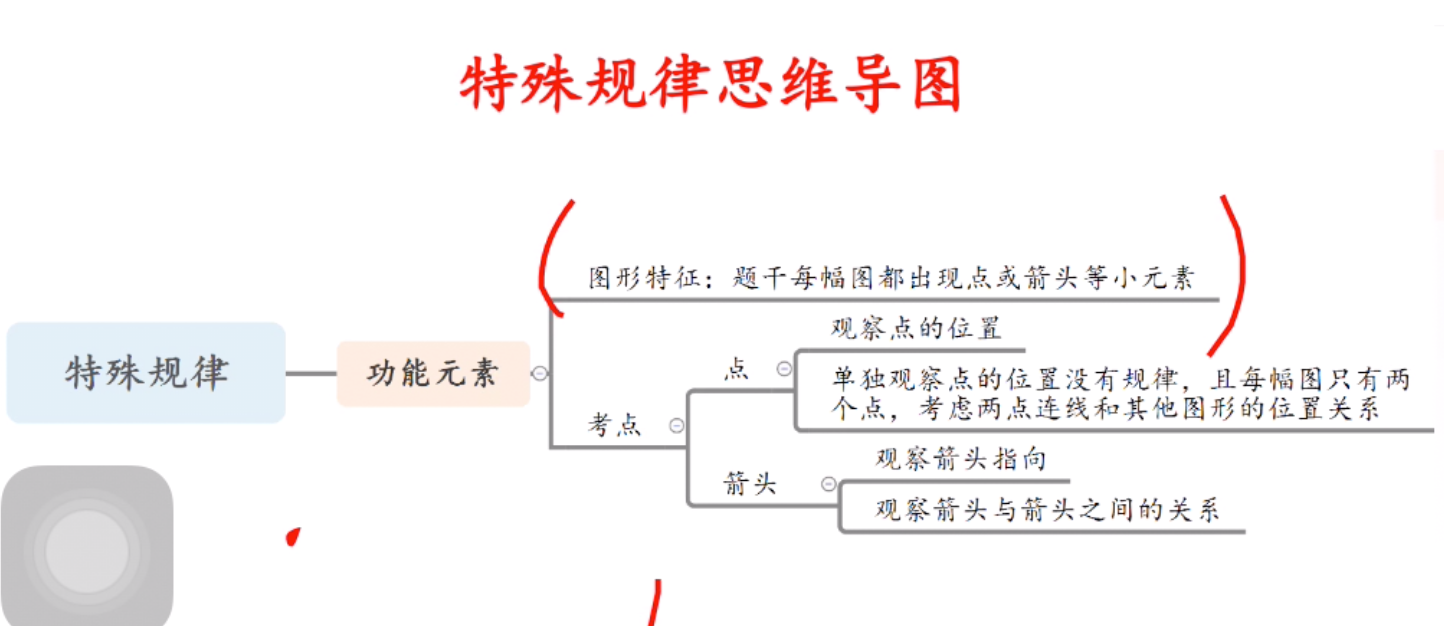 特殊规律思维导图
图形特征：题干每幅图都出现点或箭头等小元素
观察点的位置
特殊规律
功能元素
点
单独观察点的位置没有规律，且每幅图只有两
个点，考虑两点连线和其他图形的位置关系
考点
观察箭头指向
箭头
观察箭头与箭头之间的关系